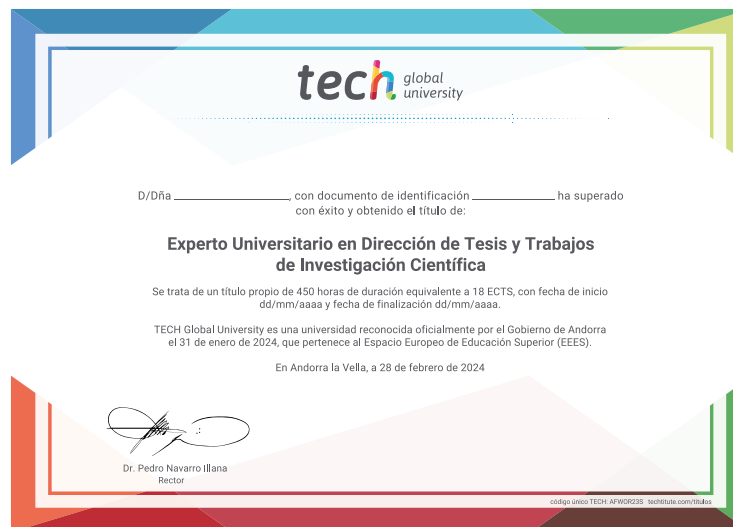 tech global university
D/Dña ________________, con documento de identificación ____________ ha superado
con éxito y obtenido el título de:
Experto Universitario en Dirección de Tesis y Trabajos
de Investigación Científica
Se trata de un título propio de 450 horas de duración equivalente a 18 ECTS, con fecha de inicio
dd/mm/aaaa y fecha de finalización dd/mm/aaaa.
TECH Global University es una universidad reconocida oficialmente por el Gobierno de Andorra
el 31 de enero de 2024, que pertenece al Espacio Europeo de Educación Superior (EEES).
En Andorra la Vella, a 28 de febrero de 2024
Dr. Pedro Navarro Illana
Rector
código único TECH: AFWOR23S techtitute.com/titulos